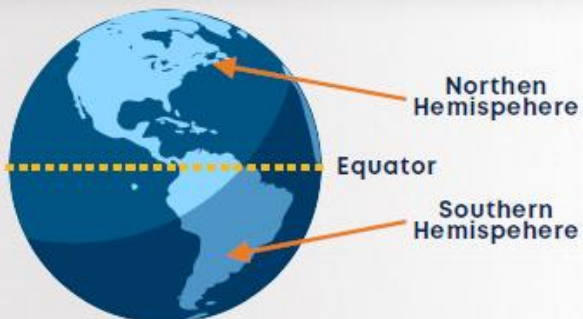 Northen
Hemispehere
Equator
Southern
Hemispehere